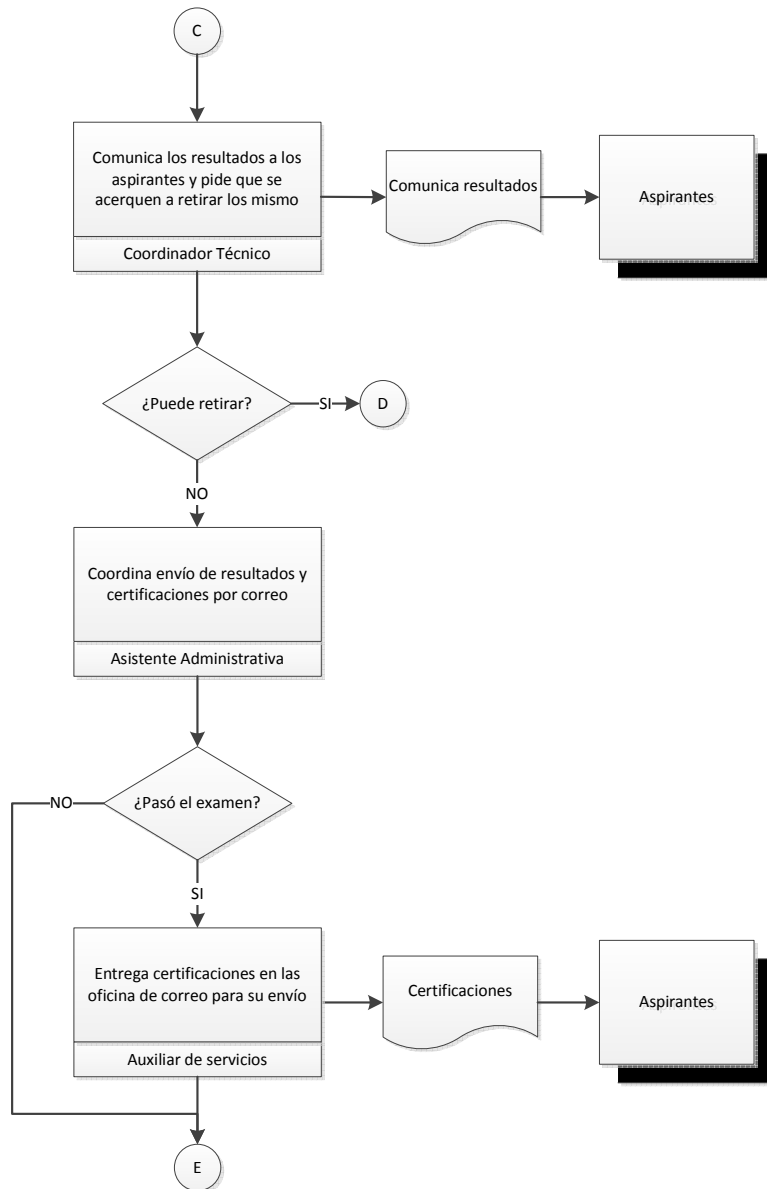 C
Comunica los resultados a los
aspirantes y pide que se
acerquen a retirar los mismo
Coordinador Técnico
Comunica resultados
Aspirantes
¿Puede retirar?
SI
D
NO
Coordina envío de resultados y
certificaciones por correo
Asistente Administrativa
¿Pasó el examen?
NO
SI
Entrega certificaciones en las
oficina de correo para su envío
Auxiliar de servicios
Certificaciones
Aspirantes
E